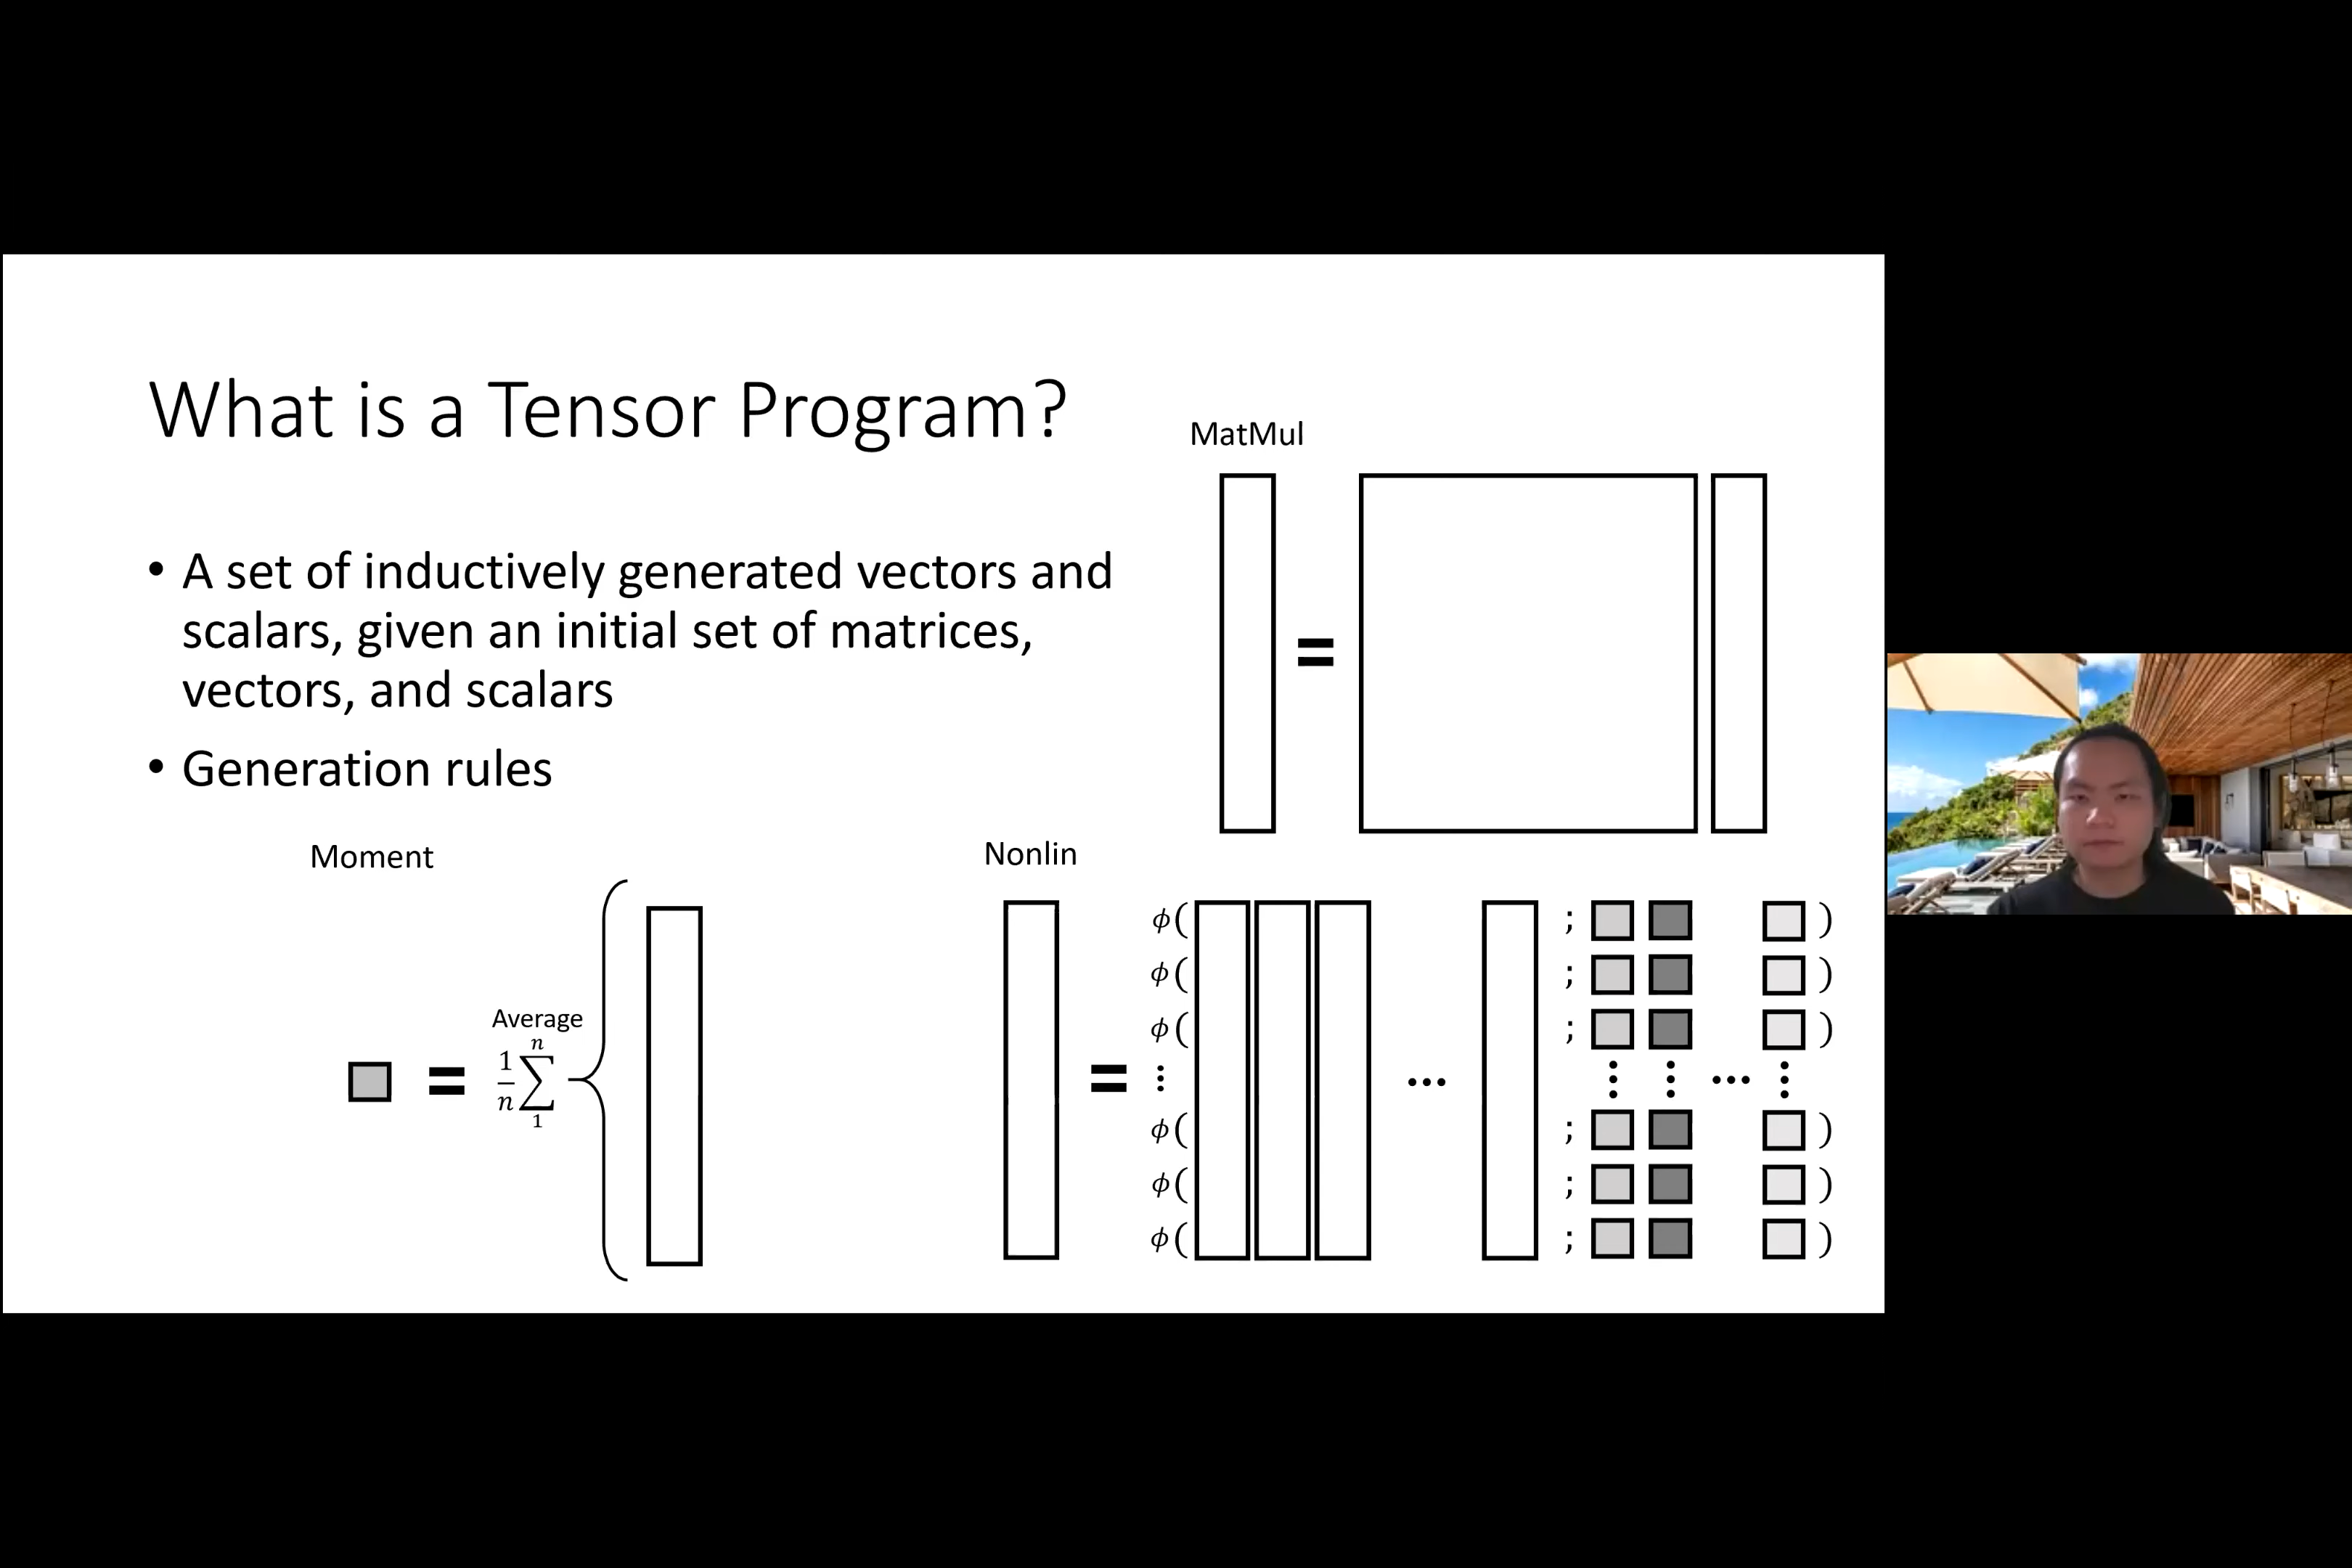 What is a Tensor Program?
• A set of inductively generated vectors and
scalars, given an initial set of matrices,
vectors, and scalars
• Generation rules
MatMul
=
Moment
=
Average
n
1/n ∑
1
Nonlin
ϕ( ; )
ϕ( ; )
ϕ( ; )
= ⋮ ⋯ ⋮ ⋮ ⋯ ⋮
ϕ( ; )
ϕ( ; )
ϕ( ; )